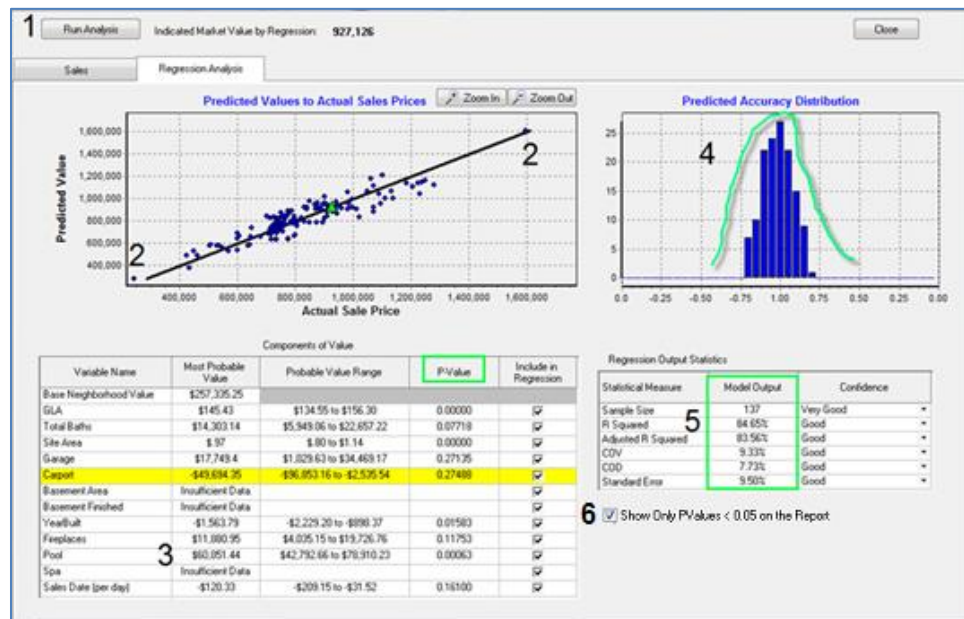 1 Run Analysis Indicated Market Value by Regression: 927,126 Close
Sales Regression Analysis
Predicted Values to Actual Sales Prices Zoom In Zoom Out
1,600,000
1,400,000
1,200,000
1,000,000
800,000
600,000
400,000
Predicted Value
2
2
400,000 600,000 800,000 1,000,000 1,200,000 1,400,000 1,600,000
Actual Sale Price
Predicted Accuracy Distribution
25
20
15
10
5
0
4
0.0 -0.25 -0.50 -0.75 1.00 0.75 0.50 0.25 0.00
Components of Value
Variable Name Most Probable Value Probable Value Range P-Value Include in Regression
Base Neighborhood Value $257,335.25
GLA $145.43 $134.55 to $156.30 0.00000
Total Baths $14,303.14 $5,949.06 to $22,657.22 0.07718
Site Area $.97 $.80 to $1.14 0.00000
Garage $17,749.4 $1,029.63 to $34,469.17 0.27135
Carport -$49,694.35 -$96,853.16 to -$2,535.54 0.27488
Basement Area Insufficient Data
Basement Finished Insufficient Data
YearBuilt -$1,563.79 -$2,229.20 to -$898.37 0.01583
Fireplaces $11,880.95 $4,035.15 to $19,726.76 0.11753
Pool 3 $60,851.44 $42,792.66 to $78,910.23 0.00063
Spa Insufficient Data
Sales Date (per day) -$120.33 -$209.15 to -$31.52 0.16100
Regression Output Statistics
Statistical Measure Model Output Confidence
Sample Size 137 Very Good
R Squared 5 84.65% Good
Adjusted R Squared 83.56% Good
COV 9.33% Good
COD 7.73% Good
Standard Error 9.50% Good
6 Show Only PValues < 0.05 on the Report